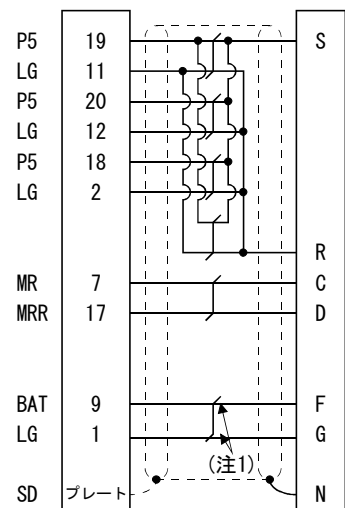 P5 19 S
LG 11
P5 20
LG 12
P5 18
LG 2
R
MR 7 C
MRR 17 D
BAT 9 F
LG 1 G
(注1)
SD プレート N